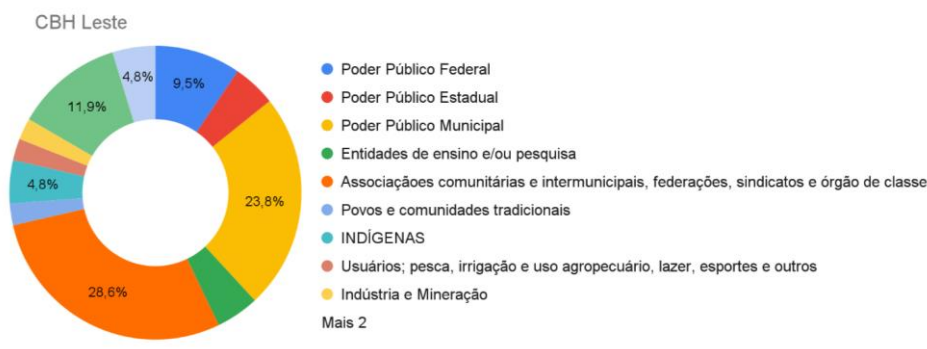 CBH Leste
4,8%
9,5%
11,9%
4,8%
23,8%
28,6%
Poder Público Federal
Poder Público Estadual
Poder Público Municipal
Entidades de ensino e/ou pesquisa
Associaçãoes comunitárias e intermunicipais, federações, sindicatos e órgão de classe
Povos e comunidades tradicionais
INDÍGENAS
Usuários; pesca, irrigação e uso agropecuário, lazer, esportes e outros
Indústria e Mineração
Mais 2